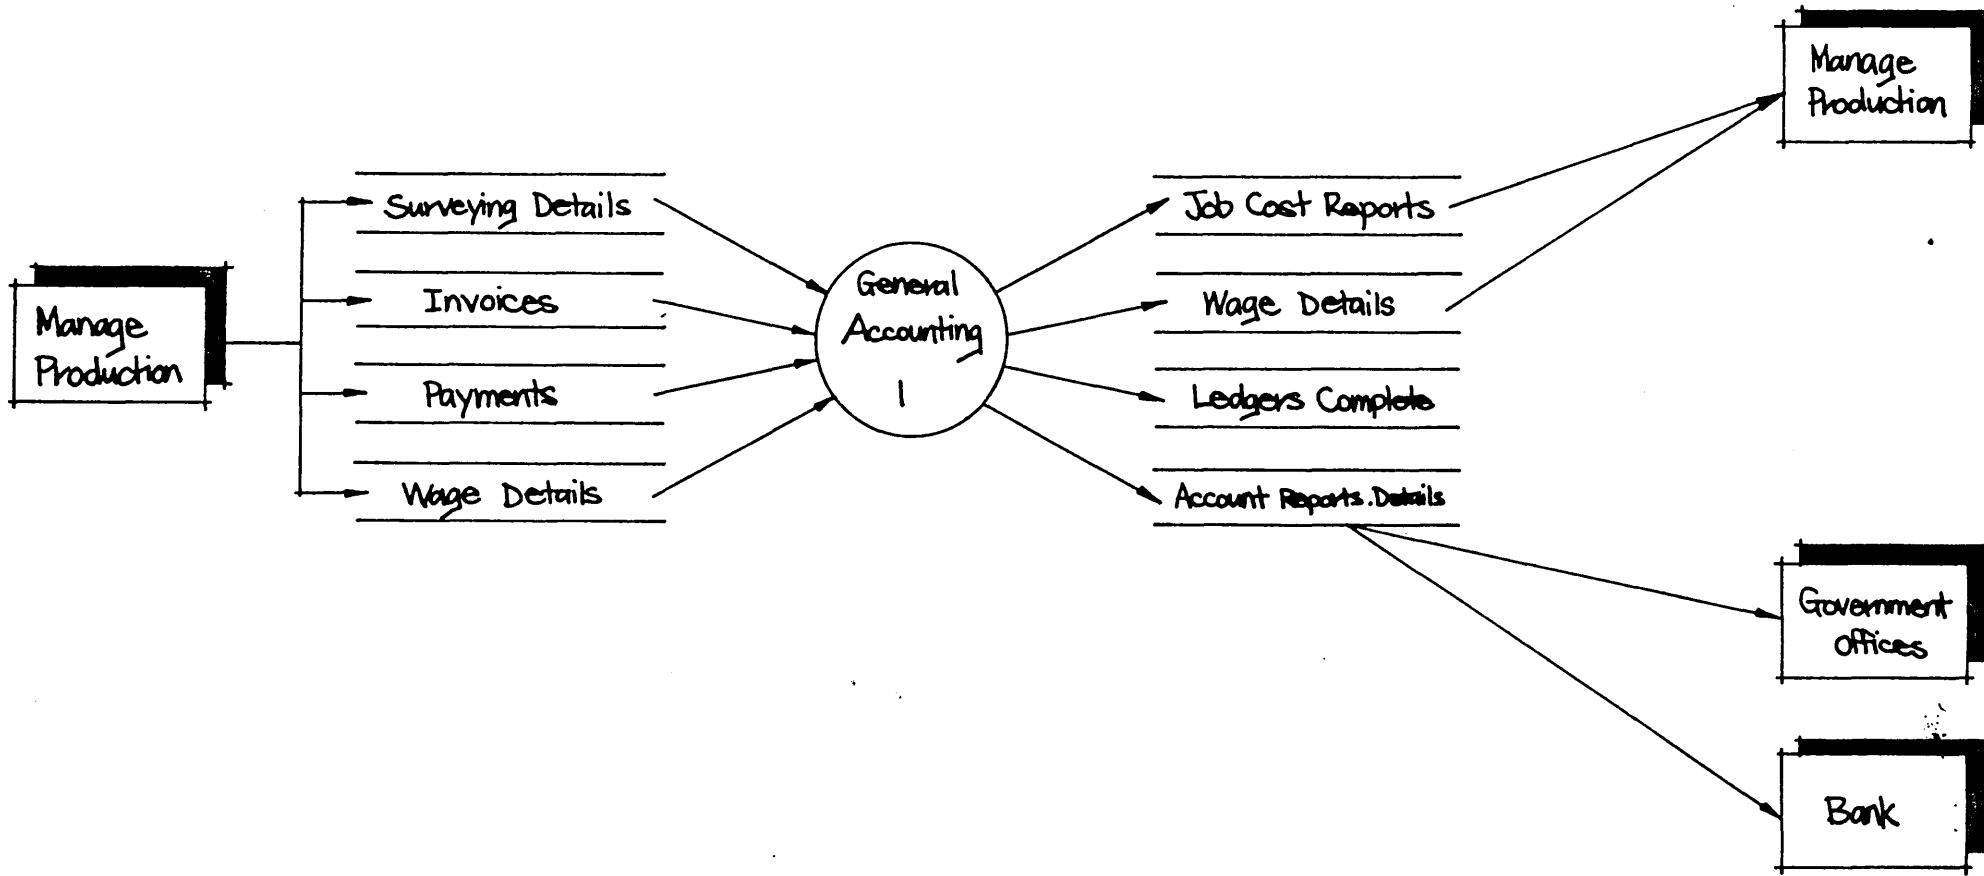 Manage
Production
Surveying Details
Invoices
Payments
Wage Details
General
Accounting
1
Job Cost Reports
Wage Details
Ledgers Complete
Account Reports.Details
Manage
Production
Government
Offices
Bank